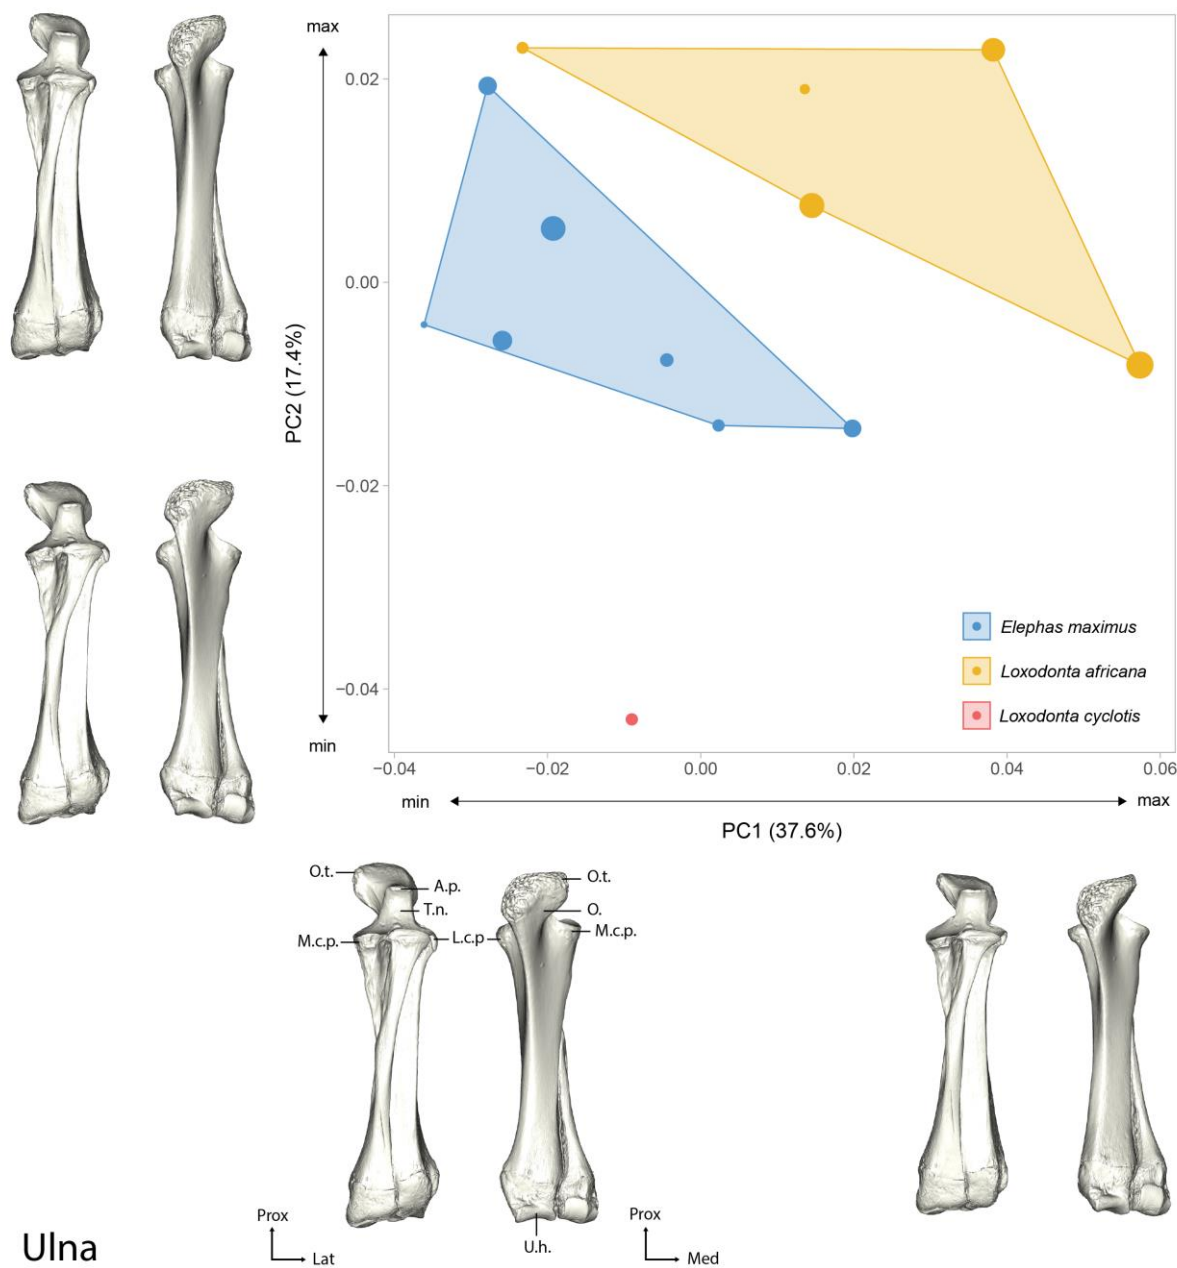 max
0.02
0.00
−0.02
−0.04
PC2 (17.4%)
min
Elephas maximus
Loxodonta africana
Loxodonta cyclotis
−0.04
−0.02
0.00
0.02
0.04
0.06
min
max
PC1 (37.6%)
O.t.
A.p.
T.n.
M.c.p.
L.c.p
O.t.
O.
M.c.p.
U.h.
Prox
Lat
Prox
Med
Ulna